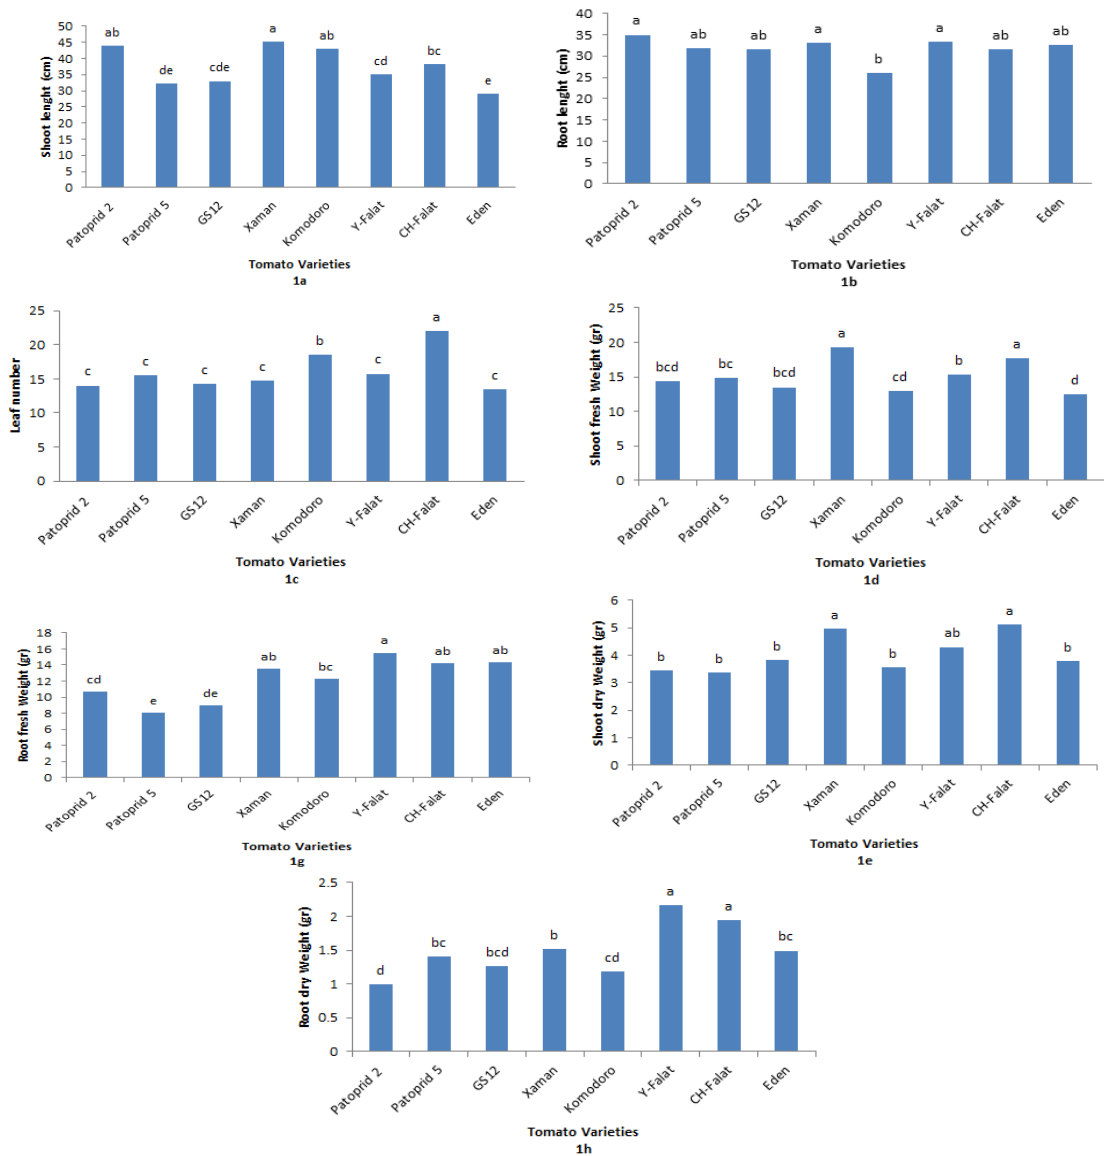 Shoot lenght (cm)
50
45
40
35
30
25
20
15
10
5
0
ab
de
cde
a
ab
cd
bc
e
Patoprid 2
Patoprid 5
GS12
Xaman
Komodoro
Y-Falat
CH-Falat
Eden
Tomato Varieties
1a
Root lenght (cm)
40
35
30
25
20
15
10
5
0
a
ab
ab
a
b
a
ab
ab
Patoprid 2
Patoprid 5
GS12
Xaman
Komodoro
Y-Falat
CH-Falat
Eden
Tomato Varieties
1b
Leaf number
25
20
15
10
5
0
c
c
c
c
b
c
a
c
Patoprid 2
Patoprid 5
GS12
Xaman
Komodoro
Y-Falat
CH-Falat
Eden
Tomato Varieties
1c
Shoot fresh Weight (gr)
25
20
15
10
5
0
bcd
bc
bcd
a
cd
b
a
d
Patoprid 2
Patoprid 5
GS12
Xaman
Komodoro
Y-Falat
CH-Falat
Eden
Tomato Varieties
1d
Root fresh Weight (gr)
18
16
14
12
10
8
6
4
2
0
cd
e
de
ab
bc
a
ab
ab
Patoprid 2
Patoprid 5
GS12
Xaman
Komodoro
Y-Falat
CH-Falat
Eden
Tomato Varieties
1g
Shoot dry Weight (gr)
6
5
4
3
2
1
0
b
b
b
a
b
ab
a
b
Patoprid 2
Patoprid 5
GS12
Xaman
Komodoro
Y-Falat
CH-Falat
Eden
Tomato Varieties
1e
Root dry Weight (gr)
2.5
2
1.5
1
0.5
0
d
bc
bcd
b
cd
a
a
bc
Patoprid 2
Patoprid 5
GS12
Xaman
Komodoro
Y-Falat
CH-Falat
Eden
Tomato Varieties
1h